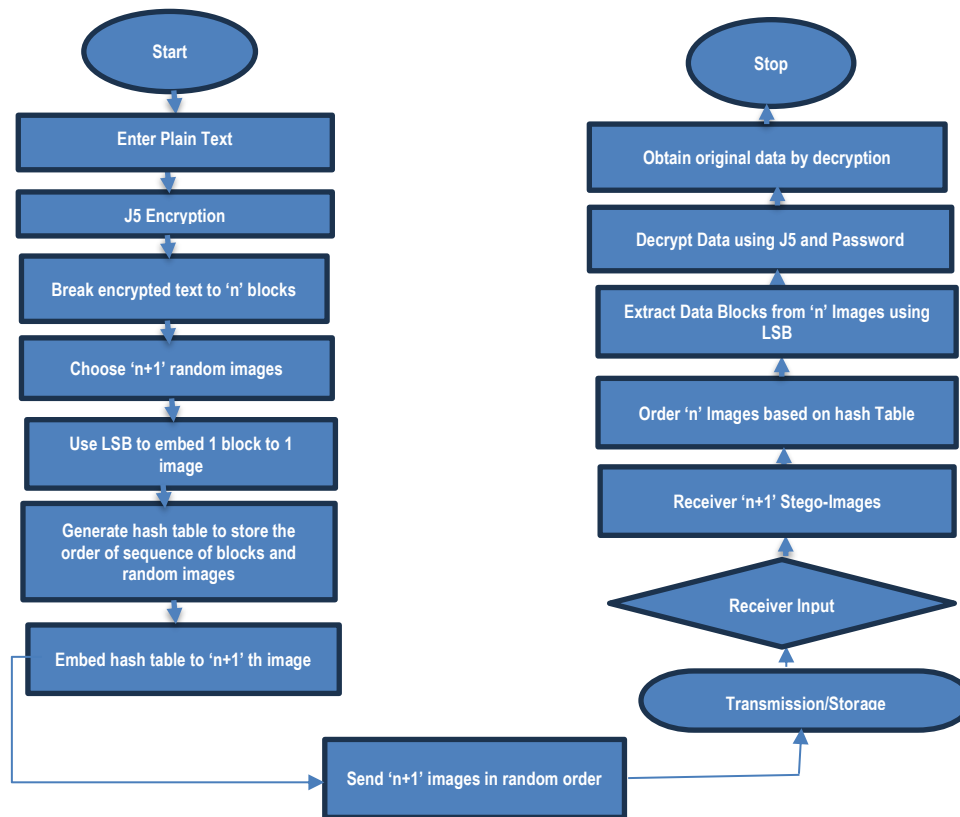 Start
Enter Plain Text
J5 Encryption
Break encrypted text to ‘n’ blocks
Choose ‘n+1’ random images
Use LSB to embed 1 block to 1
image
Generate hash table to store the
order of sequence of blocks and
random images
Embed hash table to ‘n+1’ th image
Send ‘n+1’ images in random order
Transmission/Storage
Receiver Input
Receiver ‘n+1’ Stego-Images
Order ‘n’ Images based on hash Table
Extract Data Blocks from ‘n’ Images using
LSB
Decrypt Data using J5 and Password
Obtain original data by decryption
Stop